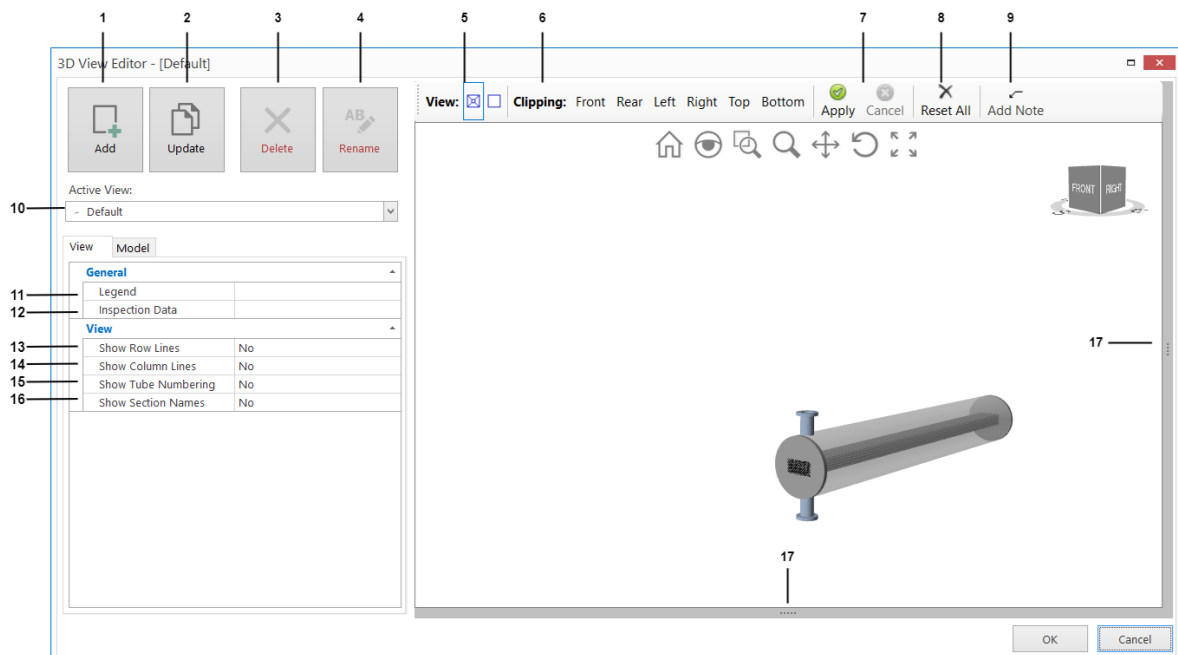 1 2 3 4 5 6 7 8 9
3D View Editor - [Default]
Add Update Delete AB Rename
View: Clipping: Front Rear Left Right Top Bottom Apply Cancel Reset All Add Note
FRONT RIGHT
Active View:
10 Default
View Model
General
11 Legend
12 Inspection Data
View
13 Show Row Lines No
14 Show Column Lines No
15 Show Tube Numbering No
16 Show Section Names No
17
17
OK Cancel